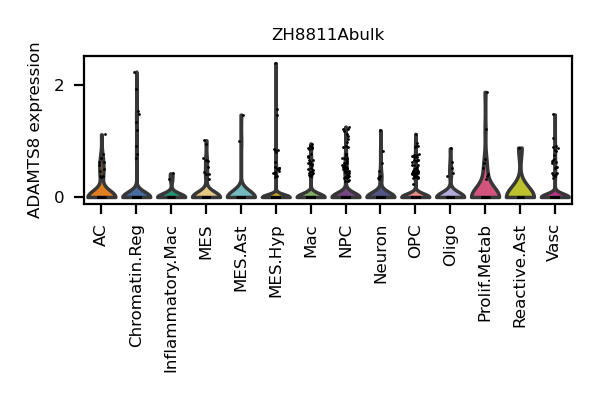 ZH8811Abulk
ADAMTS8 expression
2
0
AC
Chromatin.Reg
Inflammatory.Mac
MES
MES.Ast
MES.Hyp
Mac
NPC
Neuron
OPC
Oligo
Prolif.Metab
Reactive.Ast
Vasc